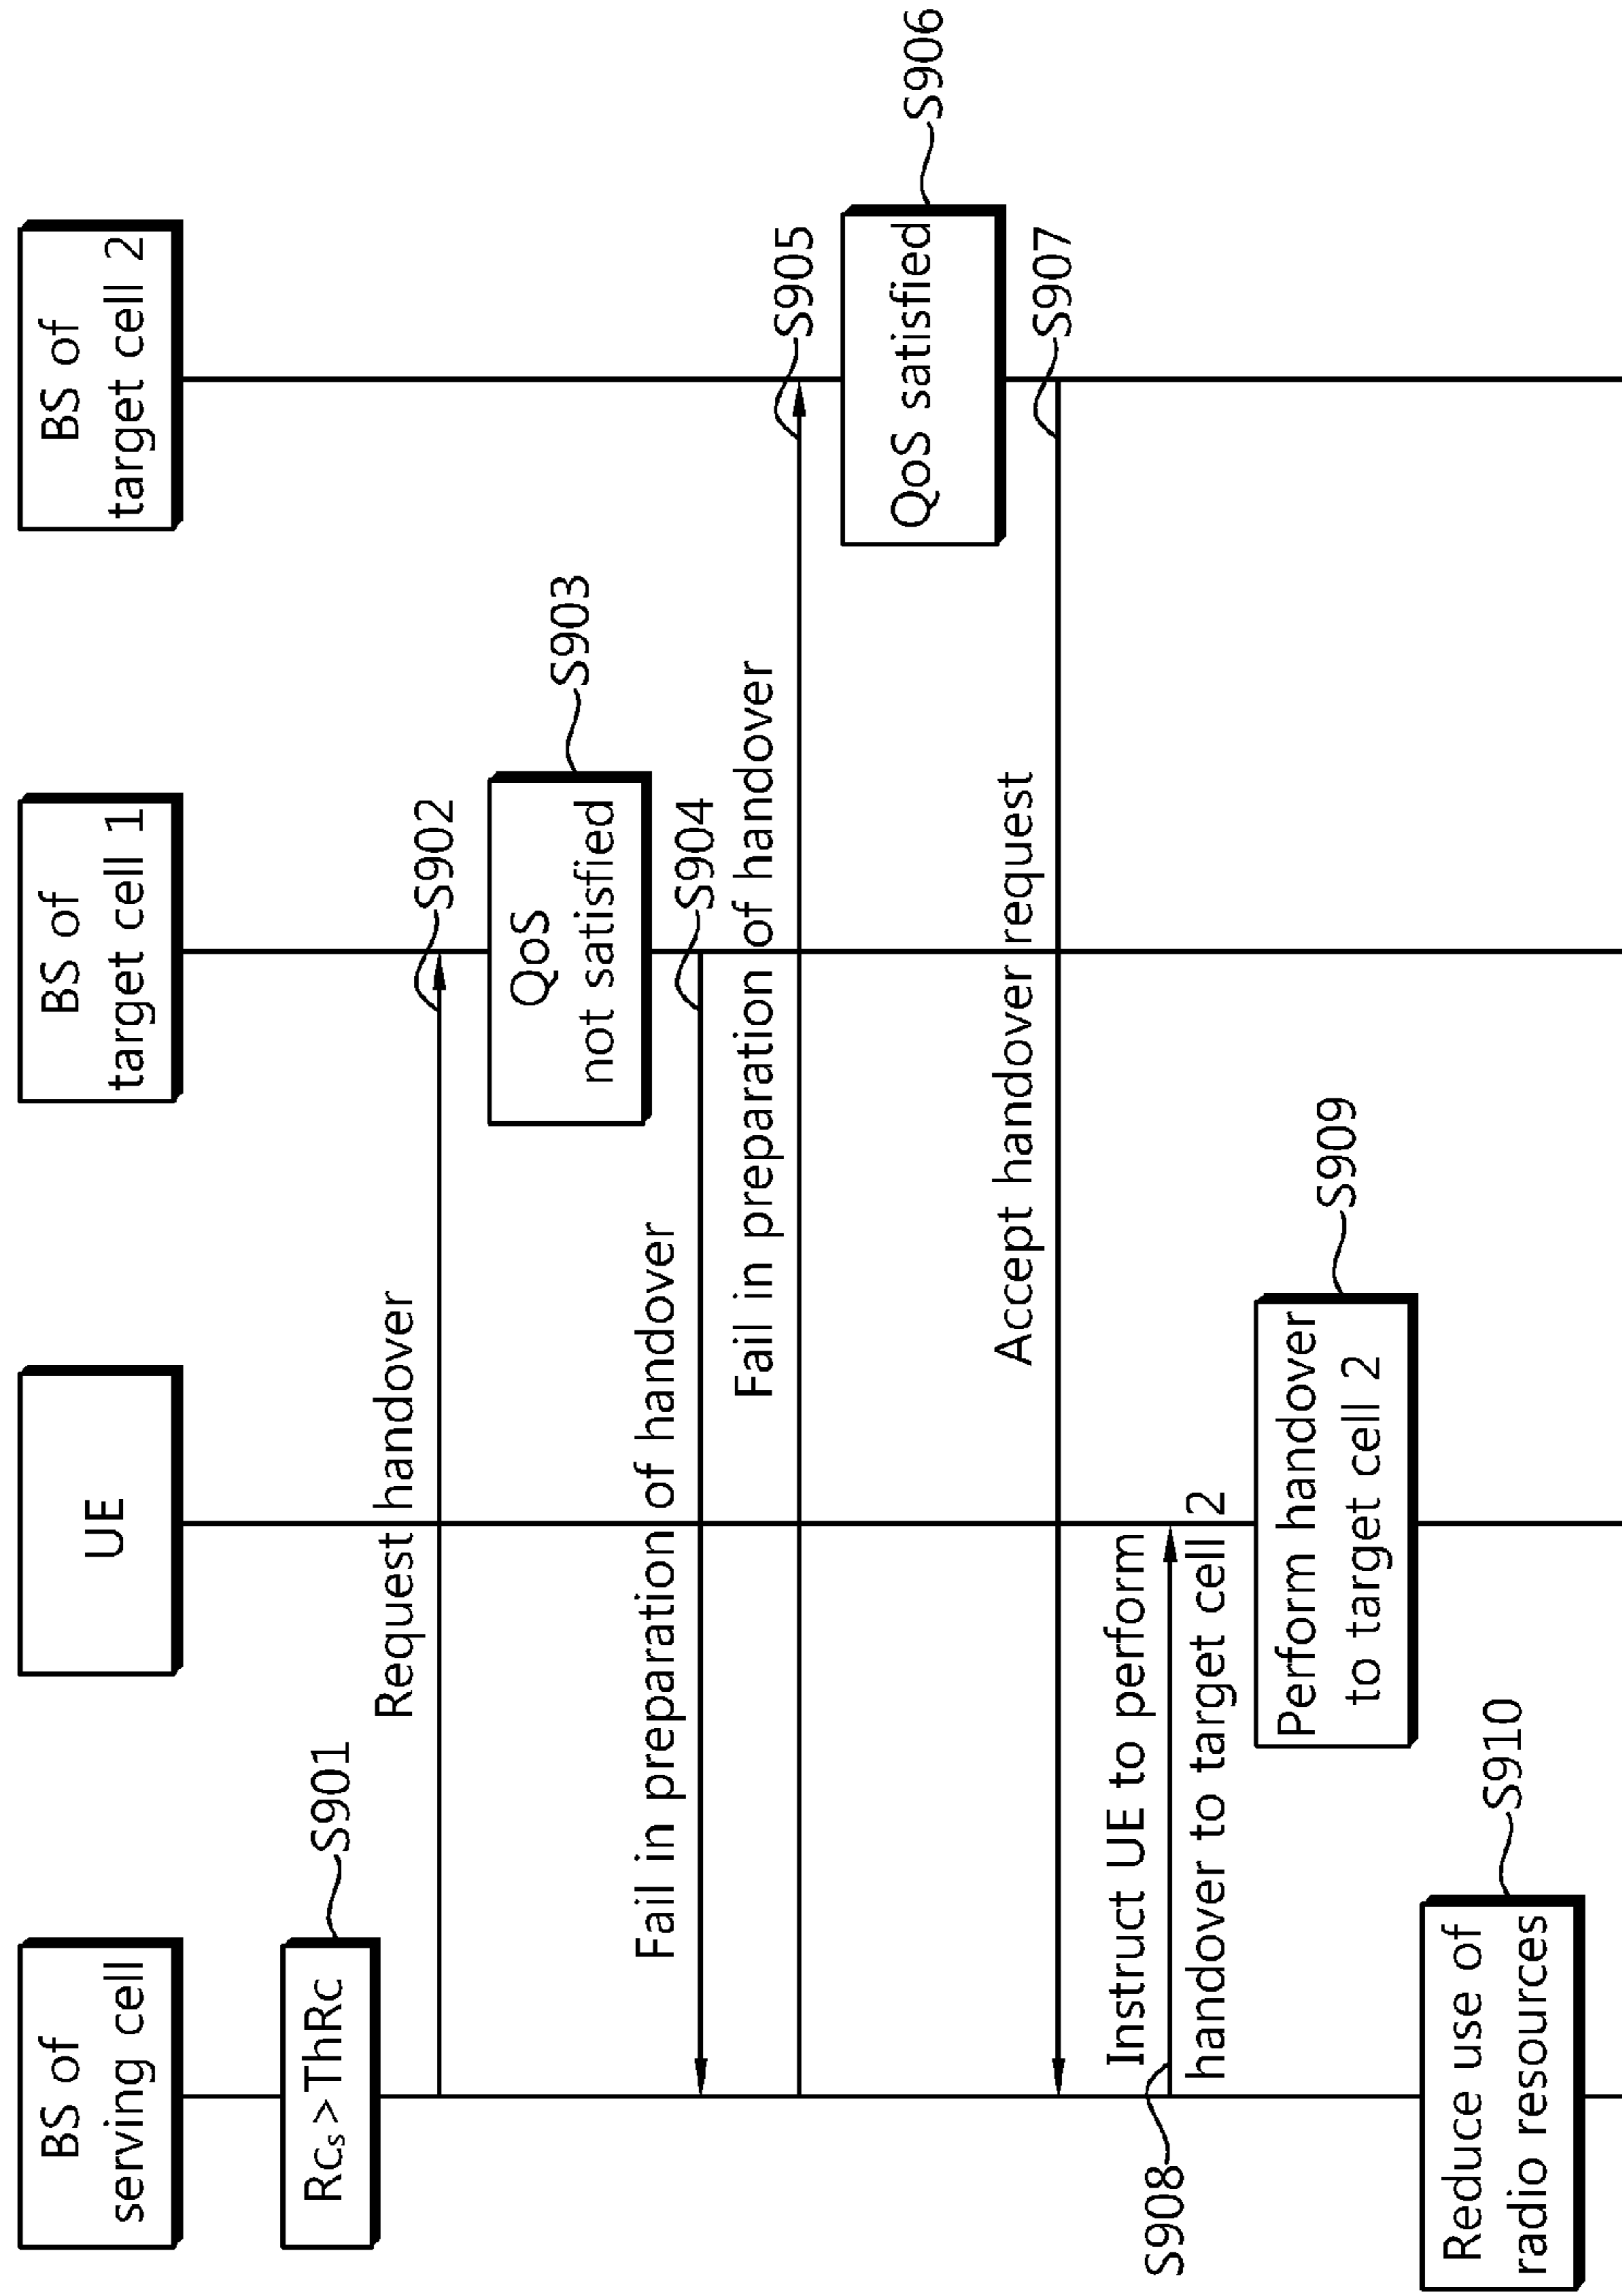 BS of
serving cell
UE
BS of
target cell 1
BS of
target cell 2
Rcₛ>ThRc
S901
Request handover
S902
QoS
not satisfied
S903
Fail in preparation of handover
S904
Fail in preparation of handover
S905
QoS satisfied
S906
Accept handover request
S907
S908
Instruct UE to perform
handover to target cell 2
Perform handover
to target cell 2
S909
Reduce use of
radio resources
S910